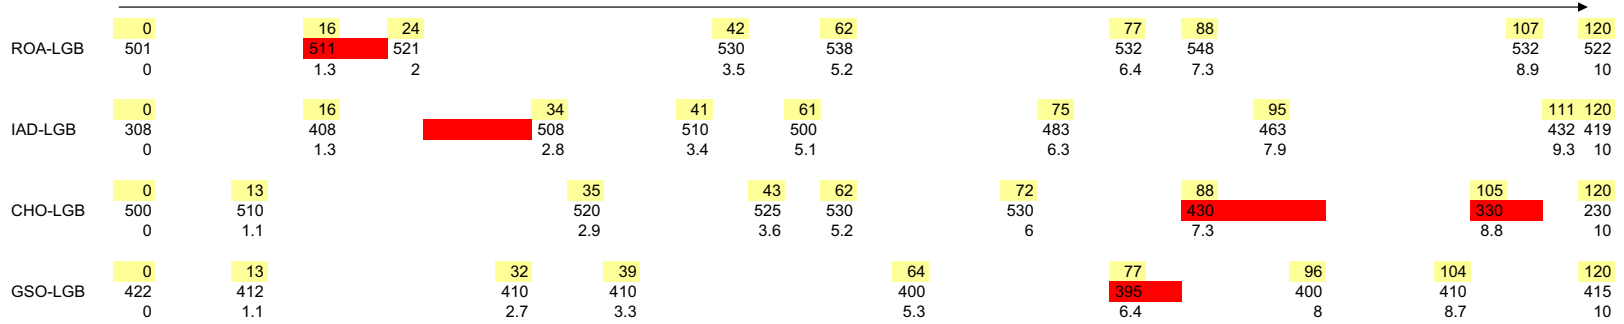 0 16 24 42 62 77 88 107 120
ROA-LGB 501 511 521 530 538 532 548 532 522
0 1.3 2 3.5 5.2 6.4 7.3 8.9 10
0 16 34 41 61 75 95 111 120
IAD-LGB 308 408 508 510 500 483 463 432 419
0 1.3 2.8 3.4 5.1 6.3 7.9 9.3 10
0 13 35 43 62 72 88 105 120
CHO-LGB 500 510 520 525 530 530 430 330 230
0 1.1 2.9 3.6 5.2 6 7.3 8.8 10
0 13 32 39 64 77 96 104 120
GSO-LGB 422 412 410 410 400 395 400 410 415
0 1.1 2.7 3.3 5.3 6.4 8 8.7 10